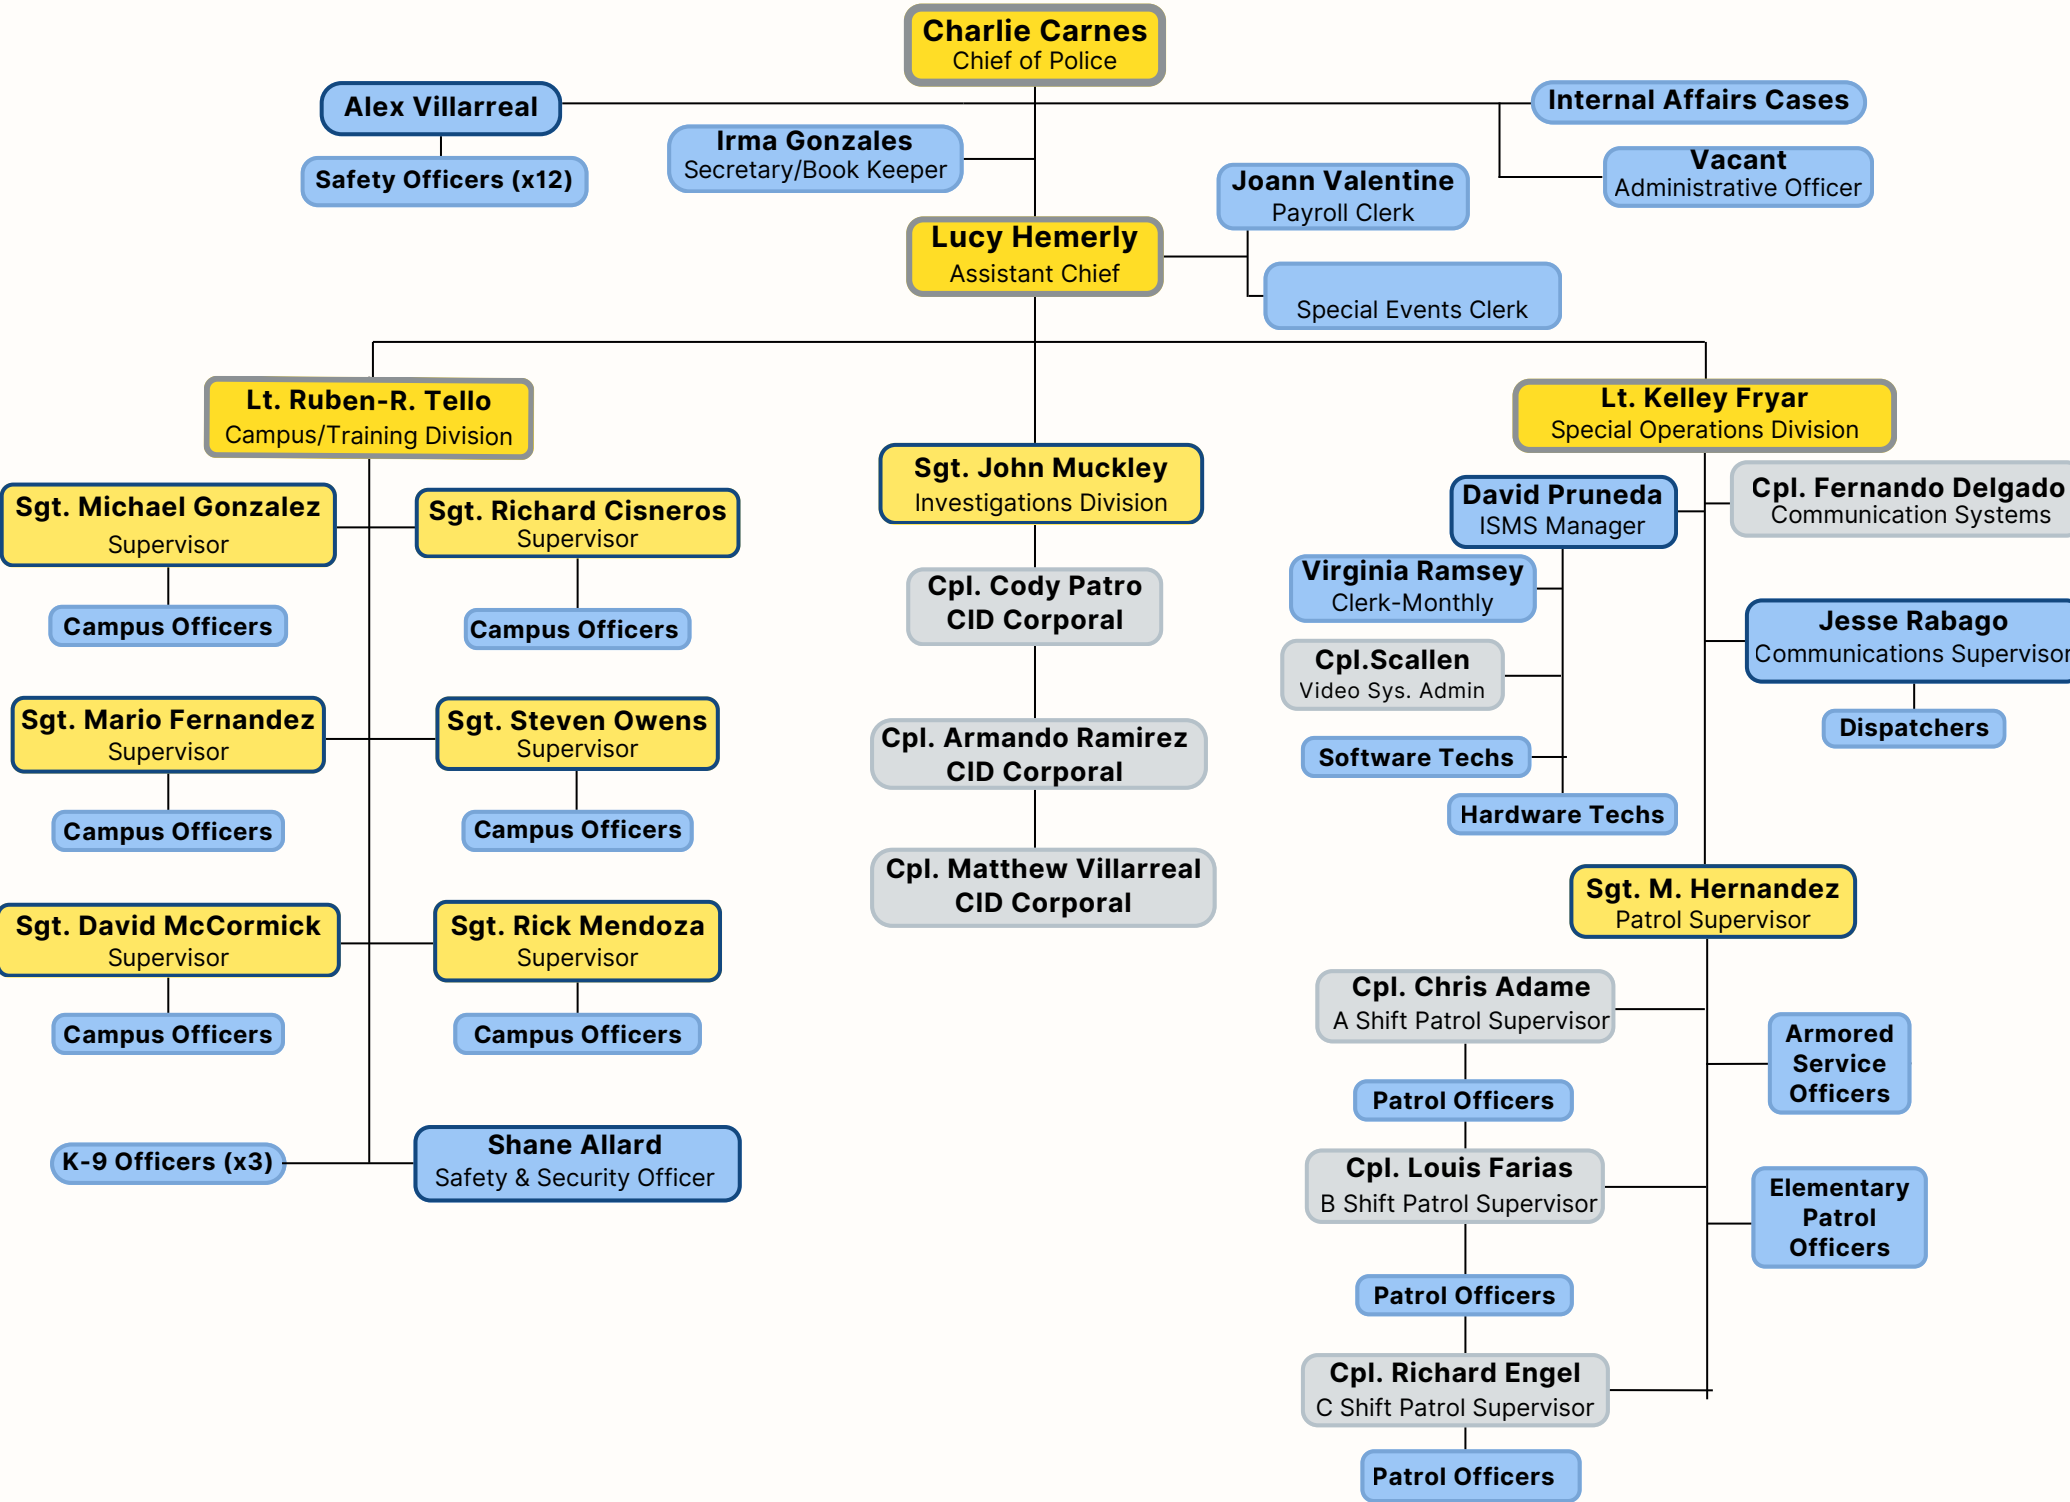 Charlie Carnes
Chief of Police
Alex Villarreal
Safety Officers (x12)
Irma Gonzales
Secretary/Book Keeper
Internal Affairs Cases
Vacant
Administrative Officer
Joann Valentine
Payroll Clerk
Lucy Hemerly
Assistant Chief
Special Events Clerk
Lt. Ruben-R. Tello
Campus/Training Division
Sgt. Michael Gonzalez
Supervisor
Campus Officers
Sgt. Richard Cisneros
Supervisor
Campus Officers
Sgt. Mario Fernandez
Supervisor
Campus Officers
Sgt. Steven Owens
Supervisor
Campus Officers
Sgt. David McCormick
Supervisor
Campus Officers
Sgt. Rick Mendoza
Supervisor
Campus Officers
K-9 Officers (x3)
Shane Allard
Safety & Security Officer
Sgt. John Muckley
Investigations Division
Cpl. Cody Patro
CID Corporal
Cpl. Armando Ramirez
CID Corporal
Cpl. Matthew Villarreal
CID Corporal
Lt. Kelley Fryar
Special Operations Division
David Pruneda
ISMS Manager
Cpl. Fernando Delgado
Communication Systems
Virginia Ramsey
Clerk-Monthly
Cpl.Scallen
Video Sys. Admin
Software Techs
Hardware Techs
Jesse Rabago
Communications Supervisor
Dispatchers
Sgt. M. Hernandez
Patrol Supervisor
Cpl. Chris Adame
A Shift Patrol Supervisor
Patrol Officers
Armored
Service
Officers
Cpl. Louis Farias
B Shift Patrol Supervisor
Patrol Officers
Elementary
Patrol
Officers
Cpl. Richard Engel
C Shift Patrol Supervisor
Patrol Officers